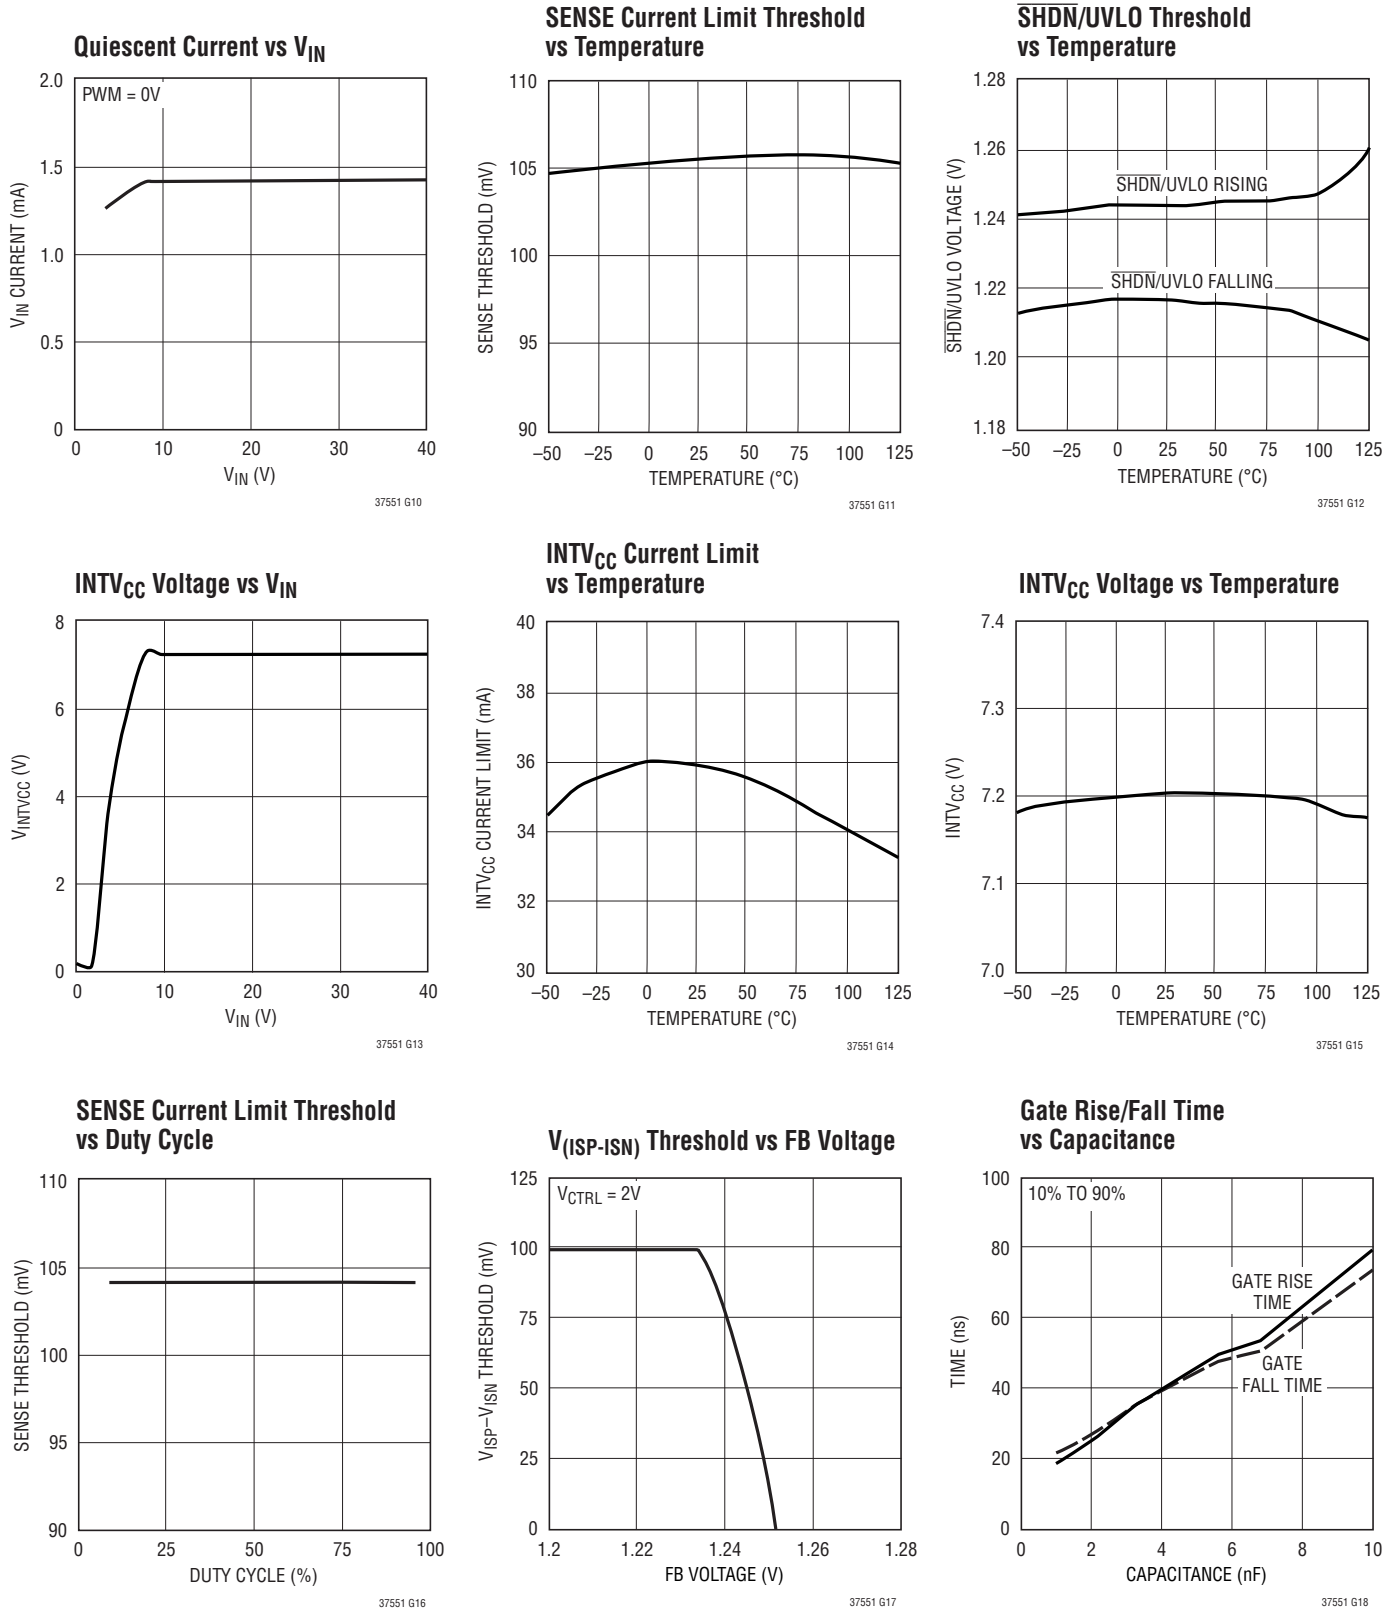 Quiescent Current vs VIN
2.0
1.5
1.0
0.5
0
PWM = 0V
VIN CURRENT (mA)
0 10 20 30 40
VIN (V)
37551 G10
SENSE Current Limit Threshold
vs Temperature
110
105
100
95
90
SENSE THRESHOLD (mV)
–50 –25 0 25 50 75 100 125
TEMPERATURE (°C)
37551 G11
SHDN/UVLO Threshold
vs Temperature
1.28
1.26
1.24
1.22
1.20
1.18
SHDN/UVLO VOLTAGE (V)
SHDN/UVLO RISING
SHDN/UVLO FALLING
–50 –25 0 25 50 75 100 125
TEMPERATURE (°C)
37551 G12
INTVCC Voltage vs VIN
8
6
4
2
0
VINTVCC (V)
0 10 20 30 40
VIN (V)
37551 G13
INTVCC Current Limit
vs Temperature
40
38
36
34
32
30
INTVCC CURRENT LIMIT (mA)
–50 –25 0 25 50 75 100 125
TEMPERATURE (°C)
37551 G14
INTVCC Voltage vs Temperature
7.4
7.3
7.2
7.1
7.0
INTVCC (V)
–50 –25 0 25 50 75 100 125
TEMPERATURE (°C)
37551 G15
SENSE Current Limit Threshold
vs Duty Cycle
110
105
100
95
90
SENSE THRESHOLD (mV)
0 25 50 75 100
DUTY CYCLE (%)
37551 G16
V(ISP-ISN) Threshold vs FB Voltage
125
100
75
50
25
0
VCTRL = 2V
VISP–VISN THRESHOLD (mV)
1.2 1.22 1.24 1.26 1.28
FB VOLTAGE (V)
37551 G17
Gate Rise/Fall Time
vs Capacitance
100
80
60
40
20
0
10% TO 90%
TIME (ns)
GATE RISE
TIME
GATE
FALL TIME
0 2 4 6 8 10
CAPACITANCE (nF)
37551 G18